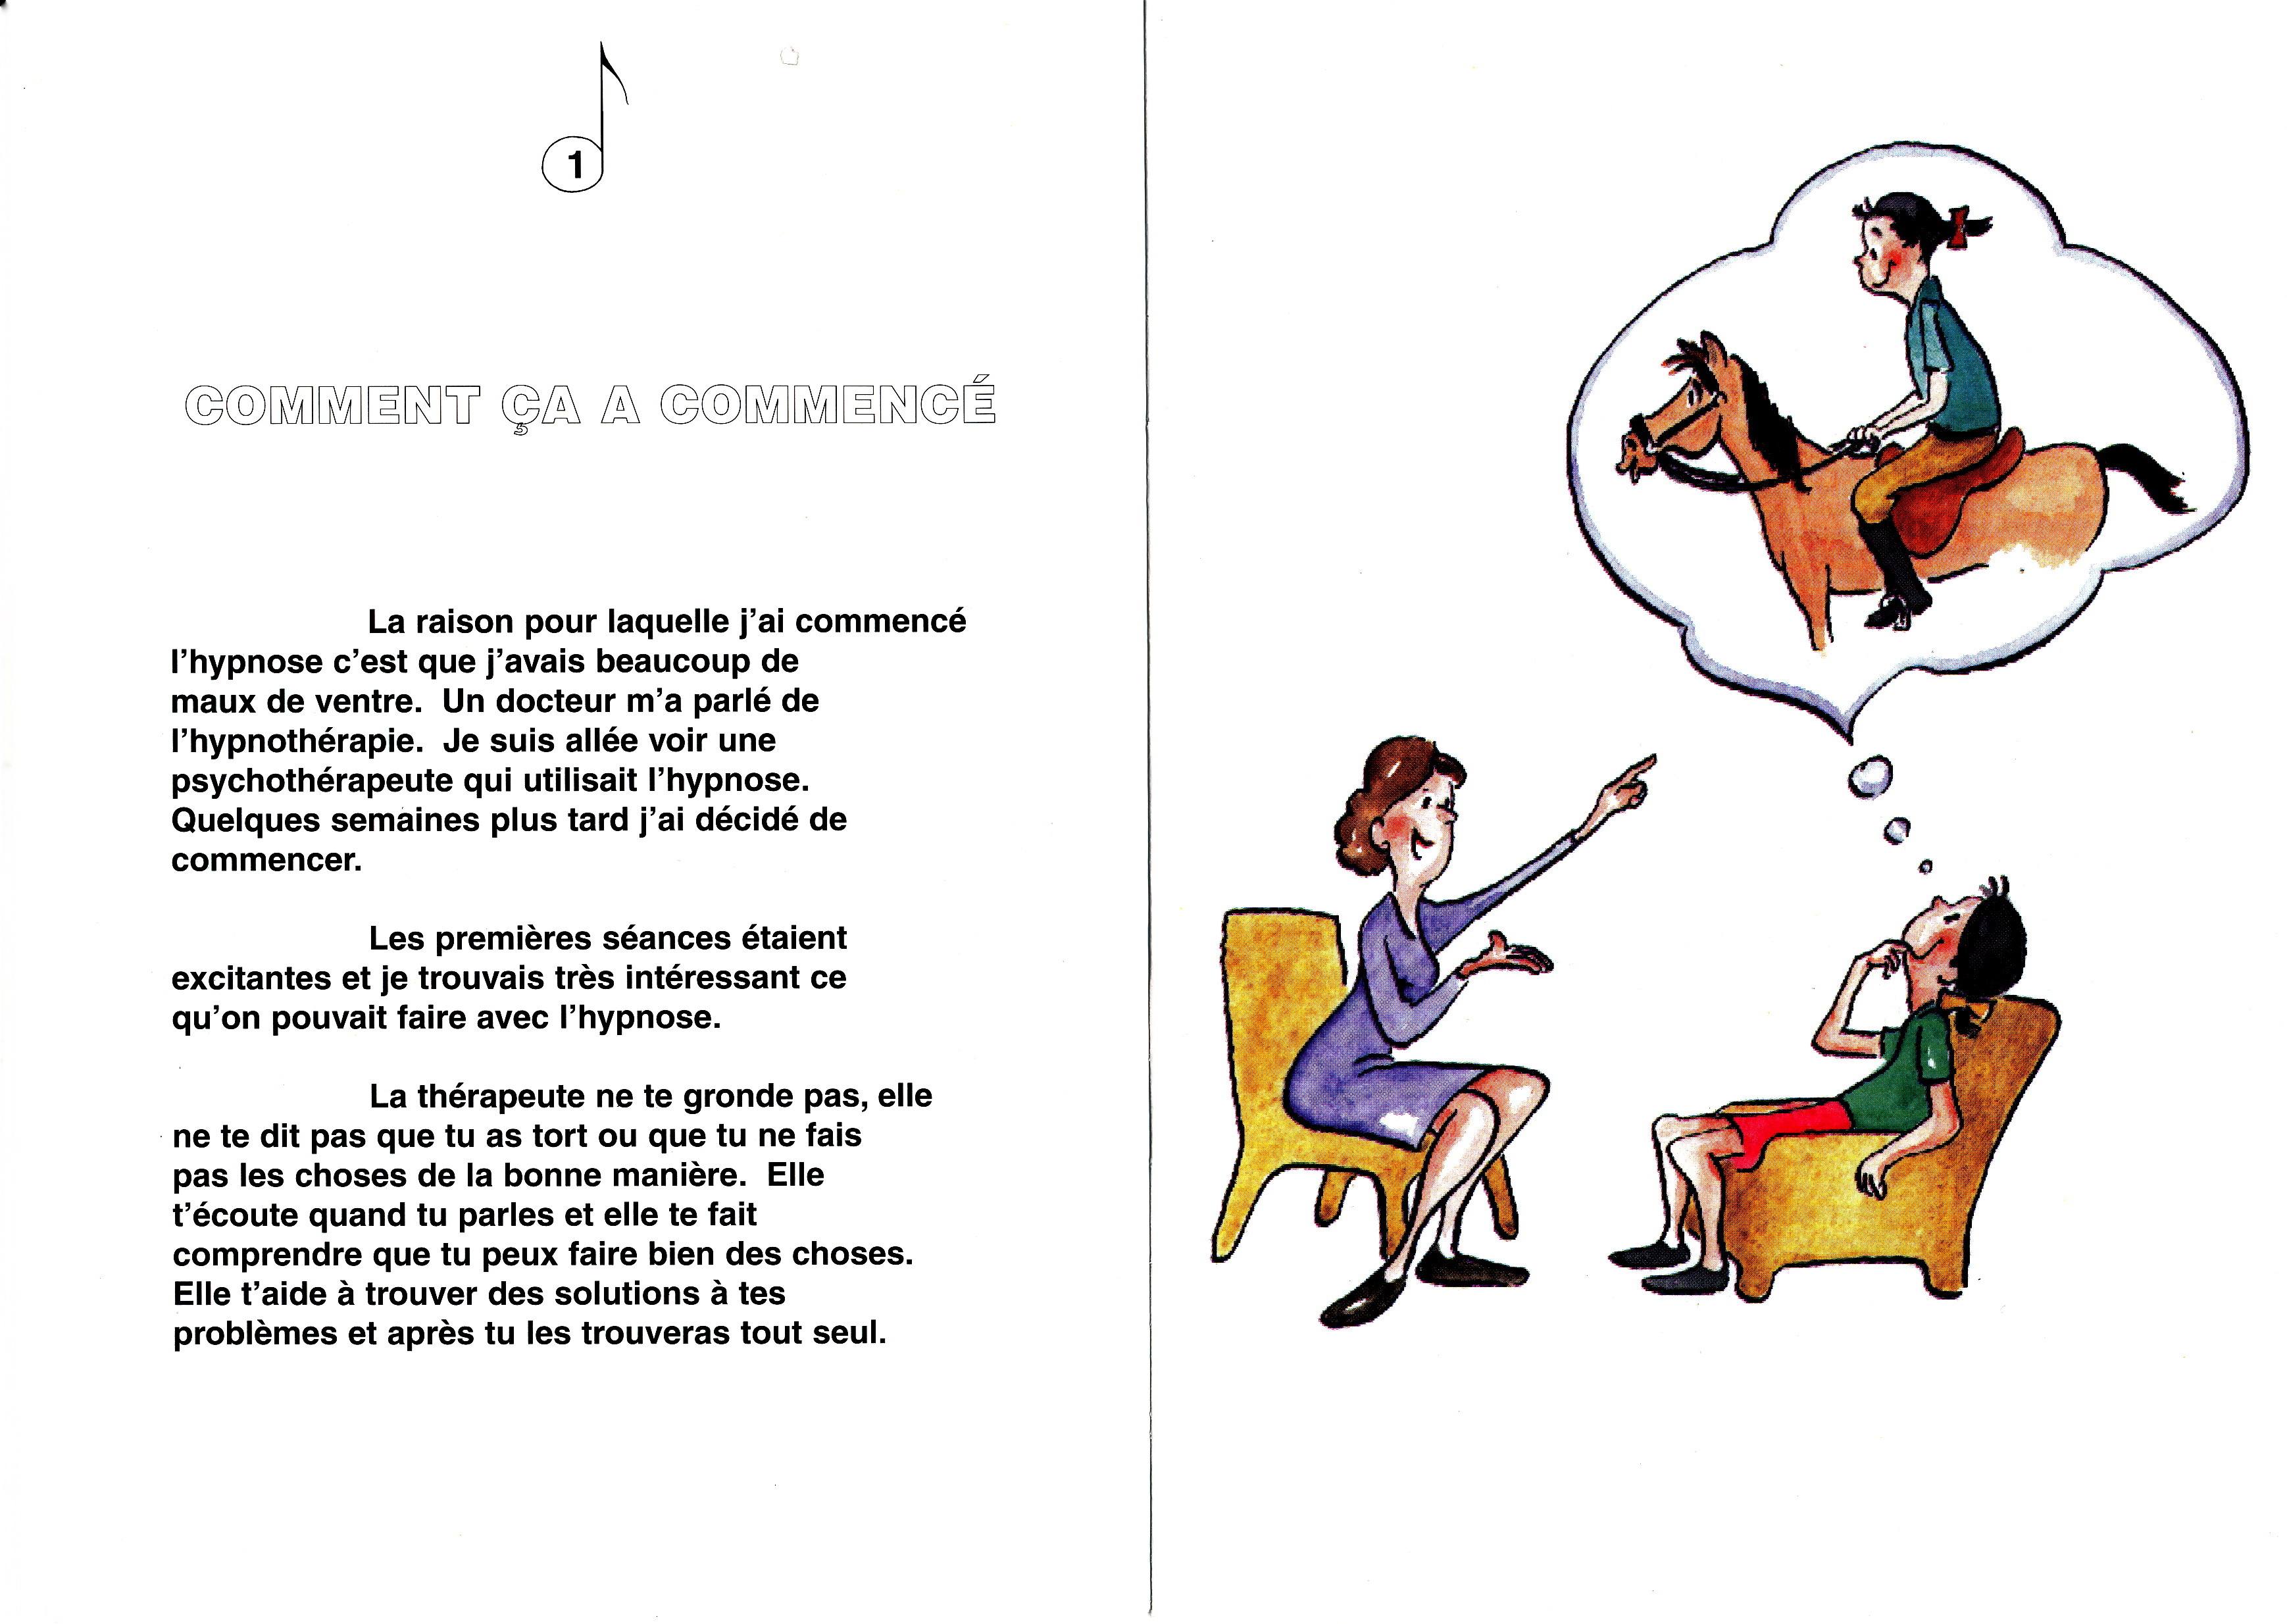 1
COMMENT ÇA A COMMENCÉ
La raison pour laquelle j'ai commencé
l'hypnose c'est que j'avais beaucoup de
maux de ventre. Un docteur m'a parlé de
l'hypnothérapie. Je suis allée voir une
psychothérapeute qui utilisait l'hypnose.
Quelques semaines plus tard j'ai décidé de
commencer.
Les premières séances étaient
excitantes et je trouvais très intéressant ce
qu'on pouvait faire avec l'hypnose.
La thérapeute ne te gronde pas, elle
ne te dit pas que tu as tort ou que tu ne fais
pas les choses de la bonne manière. Elle
t'écoute quand tu parles et elle te fait
comprendre que tu peux faire bien des choses.
Elle t'aide à trouver des solutions à tes
problèmes et après tu les trouveras tout seul.